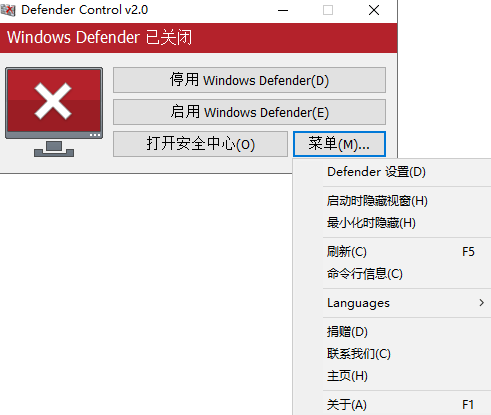 Defender Control v2.0
Windows Defender 已关闭
停用 Windows Defender(D)
启用 Windows Defender(E)
打开安全中心(O)
菜单(M)...
Defender 设置(D)
启动时隐藏视窗(H)
最小化时隐藏(H)
刷新(C) F5
命令行信息(C)
Languages
捐赠(D)
联系我们(C)
主页(H)
关于(A) F1